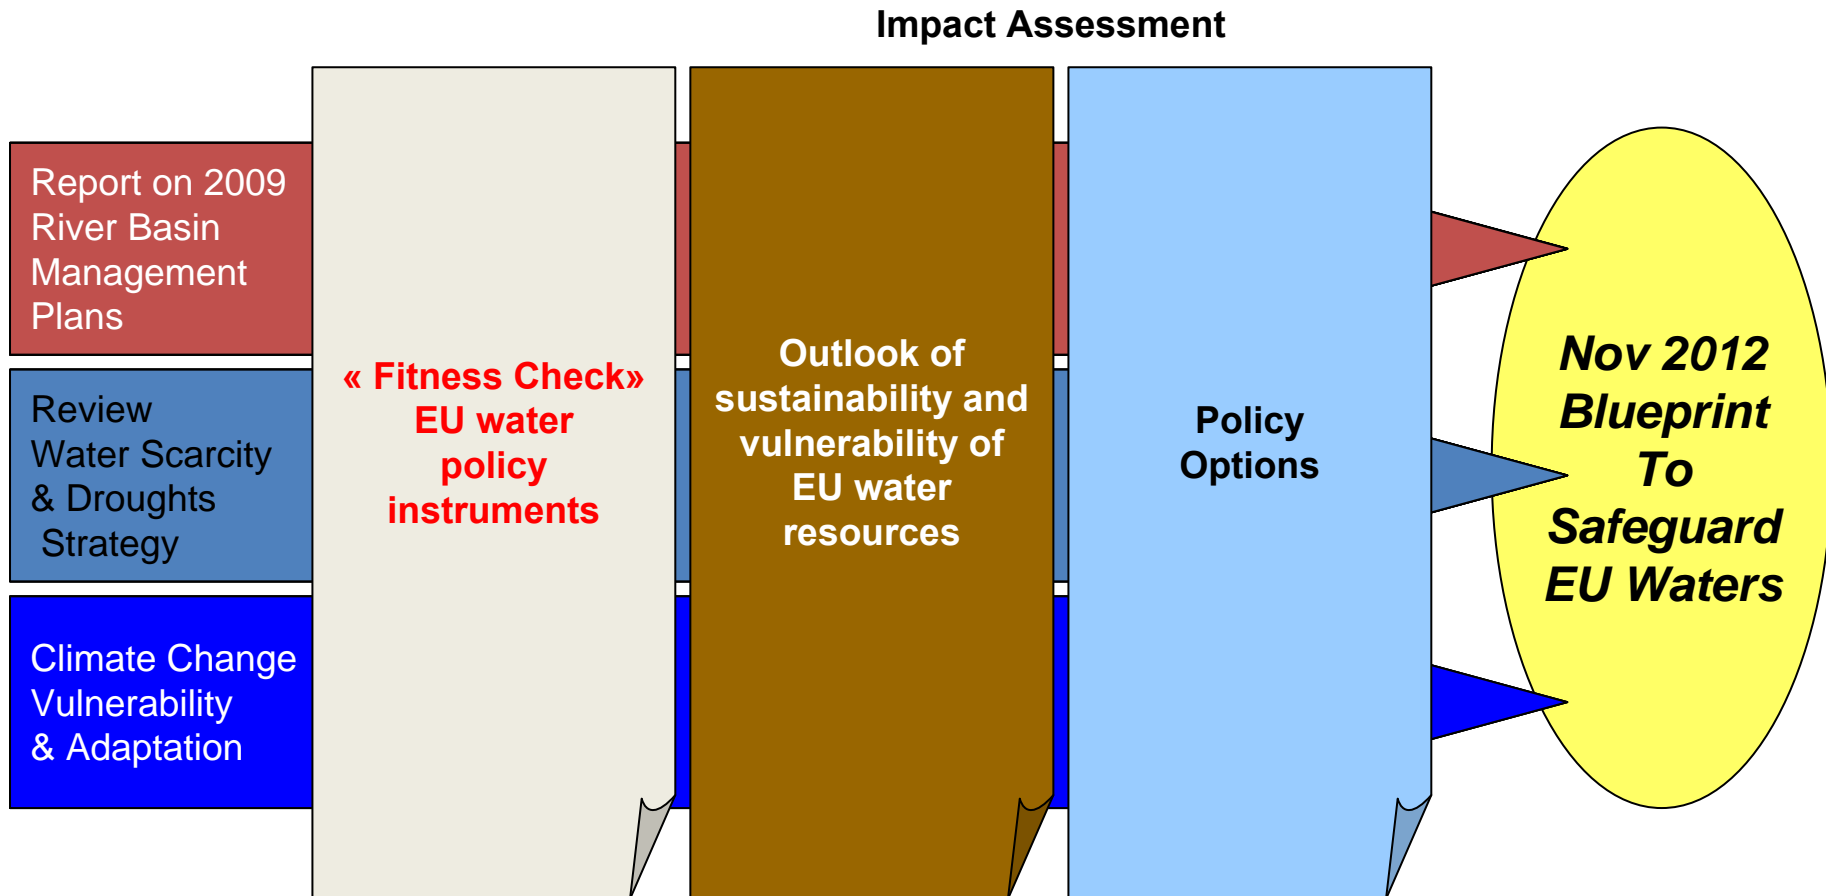 Impact Assessment
Report on 2009
River Basin
Management
Plans
Review
Water Scarcity
& Droughts
Strategy
Climate Change
Vulnerability
& Adaptation
« Fitness Check»
EU water
policy
instruments
Outlook of
sustainability and
vulnerability of
EU water
resources
Policy
Options
Nov 2012
Blueprint
To
Safeguard
EU Waters